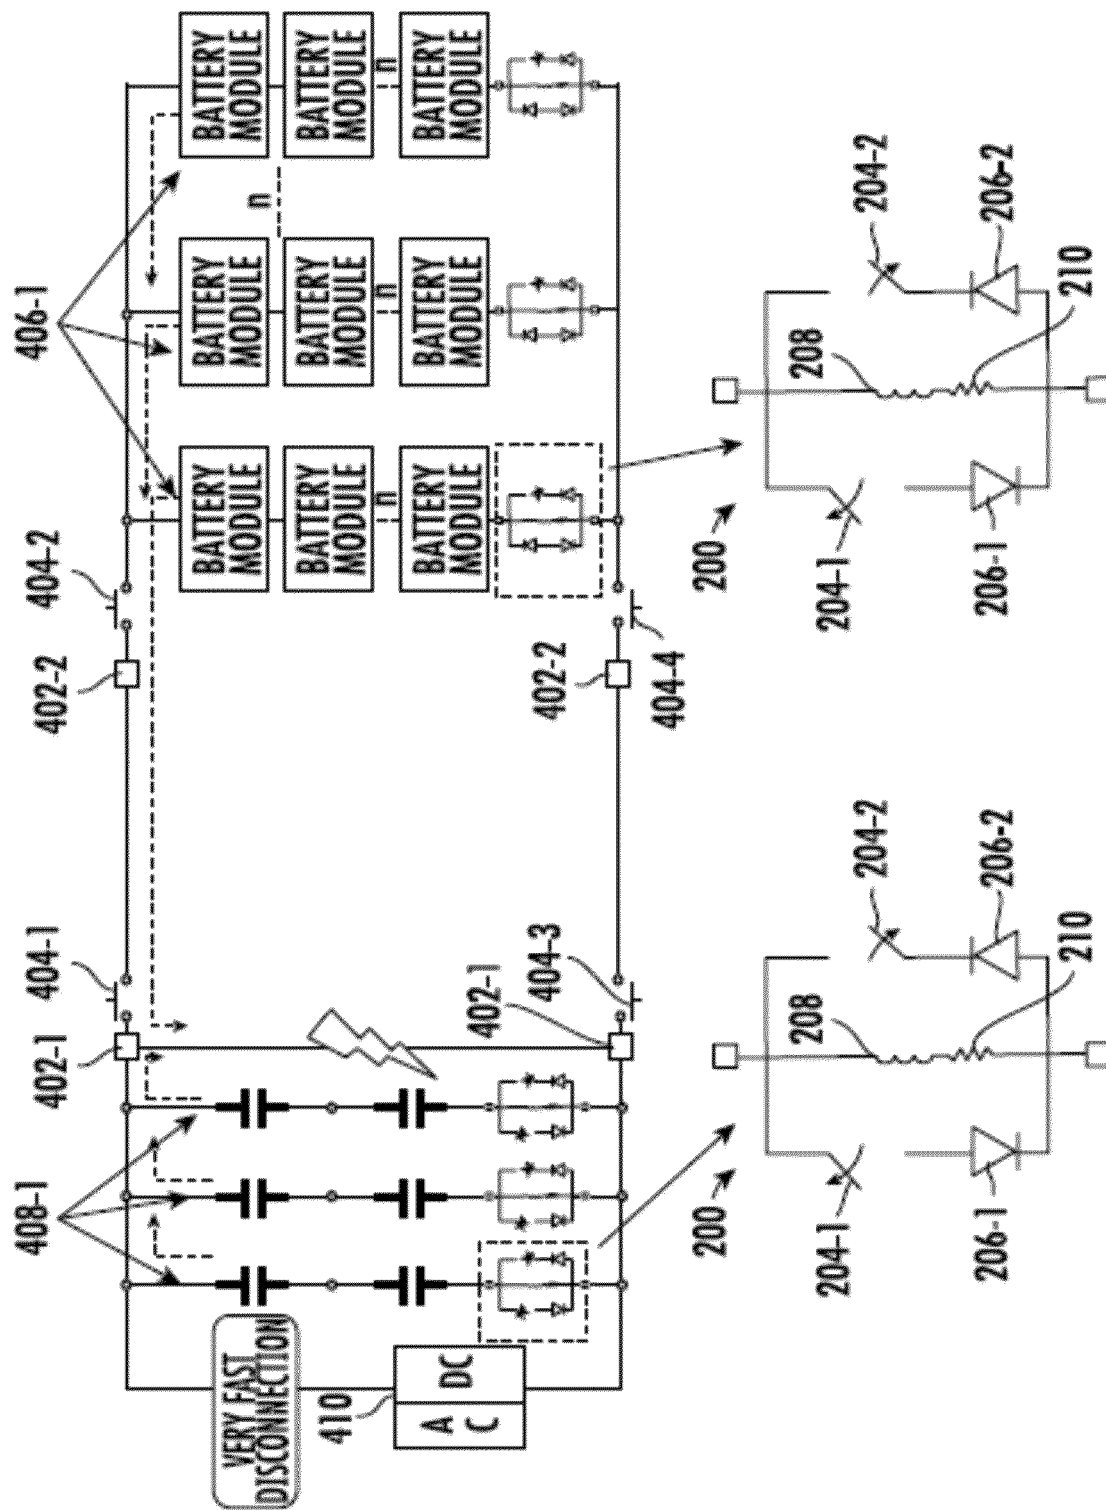 406-1
BATTERY
MODULE
BATTERY
MODULE
BATTERY
MODULE
n
BATTERY
MODULE
BATTERY
MODULE
BATTERY
MODULE
n
n
BATTERY
MODULE
BATTERY
MODULE
BATTERY
MODULE
n
404-2
402-2
402-2
404-4
404-1
402-1
404-3
402-1
408-1
VERY FAST
DISCONNECTION
410
A
C
DC
200
204-1
206-1
208
204-2
206-2
210
200
204-1
206-1
208
204-2
206-2
210